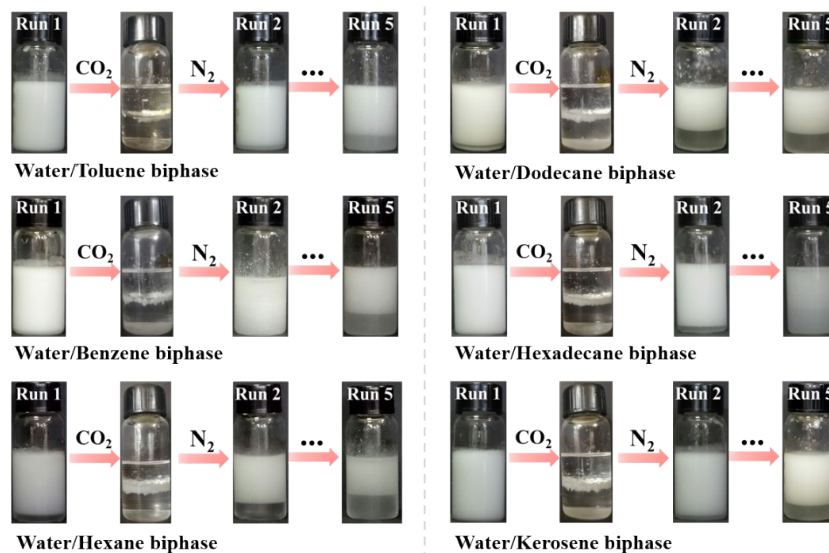 Run 1 CO₂ N₂ Run 2 ... Run 5
Water/Toluene biphase
Run 1 CO₂ N₂ Run 2 ... Run 5
Water/Dodecane biphase
Run 1 CO₂ N₂ Run 2 ... Run 5
Water/Benzene biphase
Run 1 CO₂ N₂ Run 2 ... Run 5
Water/Hexadecane biphase
Run 1 CO₂ N₂ Run 2 ... Run 5
Water/Hexane biphase
Run 1 CO₂ N₂ Run 2 ... Run 5
Water/Kerosene biphase